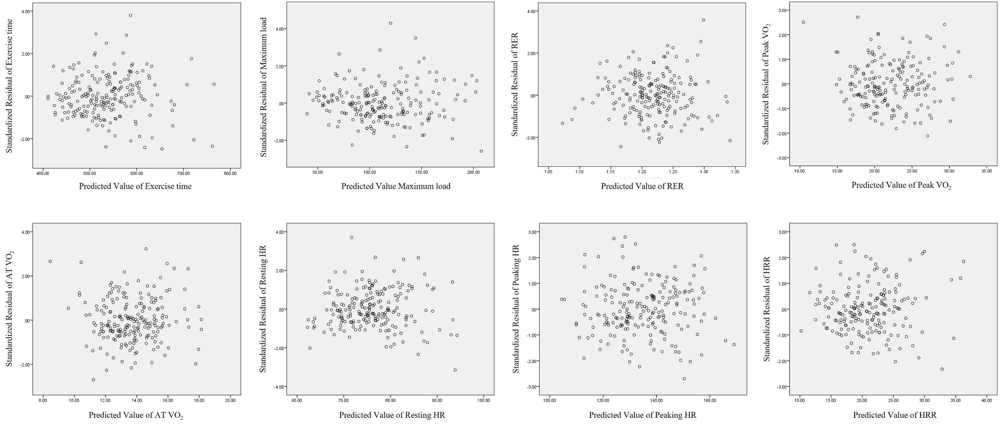 Standardized Residual of Exercise time
4.00
2.00
.00
-2.00
400.00 500.00 600.00 700.00 800.00
Predicted Value of Exercise time
Standardized Residual of Maximum load
4.00
2.00
.00
-2.00
50.00 100.00 150.00 200.00
Predicted Value Maximum load
Standardized Residual of RER
4.00
2.00
.00
-2.00
1.05 1.10 1.15 1.20 1.25 1.30 1.35
Predicted Value of RER
Standardized Residual of Peak VO2
3.00
2.00
1.00
.00
-1.00
-2.00
-3.00
10.00 15.00 20.00 25.00 30.00 35.00
Predicted Value of Peak VO2
Standardized Residual of AT VO2
4.00
2.00
.00
-2.00
8.00 10.00 12.00 14.00 16.00 18.00 20.00
Predicted Value of AT VO2
Standardized Residual of Resting HR
4.00
2.00
.00
-2.00
-4.00
60.00 70.00 80.00 90.00 100.00
Predicted Value of Resting HR
Standardized Residual of Peaking HR
3.00
2.00
1.00
.00
-1.00
-2.00
-3.00
100.00 120.00 140.00 160.00
Predicted Value of Peaking HR
Standardized Residual of HRR
3.00
2.00
1.00
.00
-1.00
-2.00
-3.00
10.00 15.00 20.00 25.00 30.00 35.00 40.00
Predicted Value of HRR